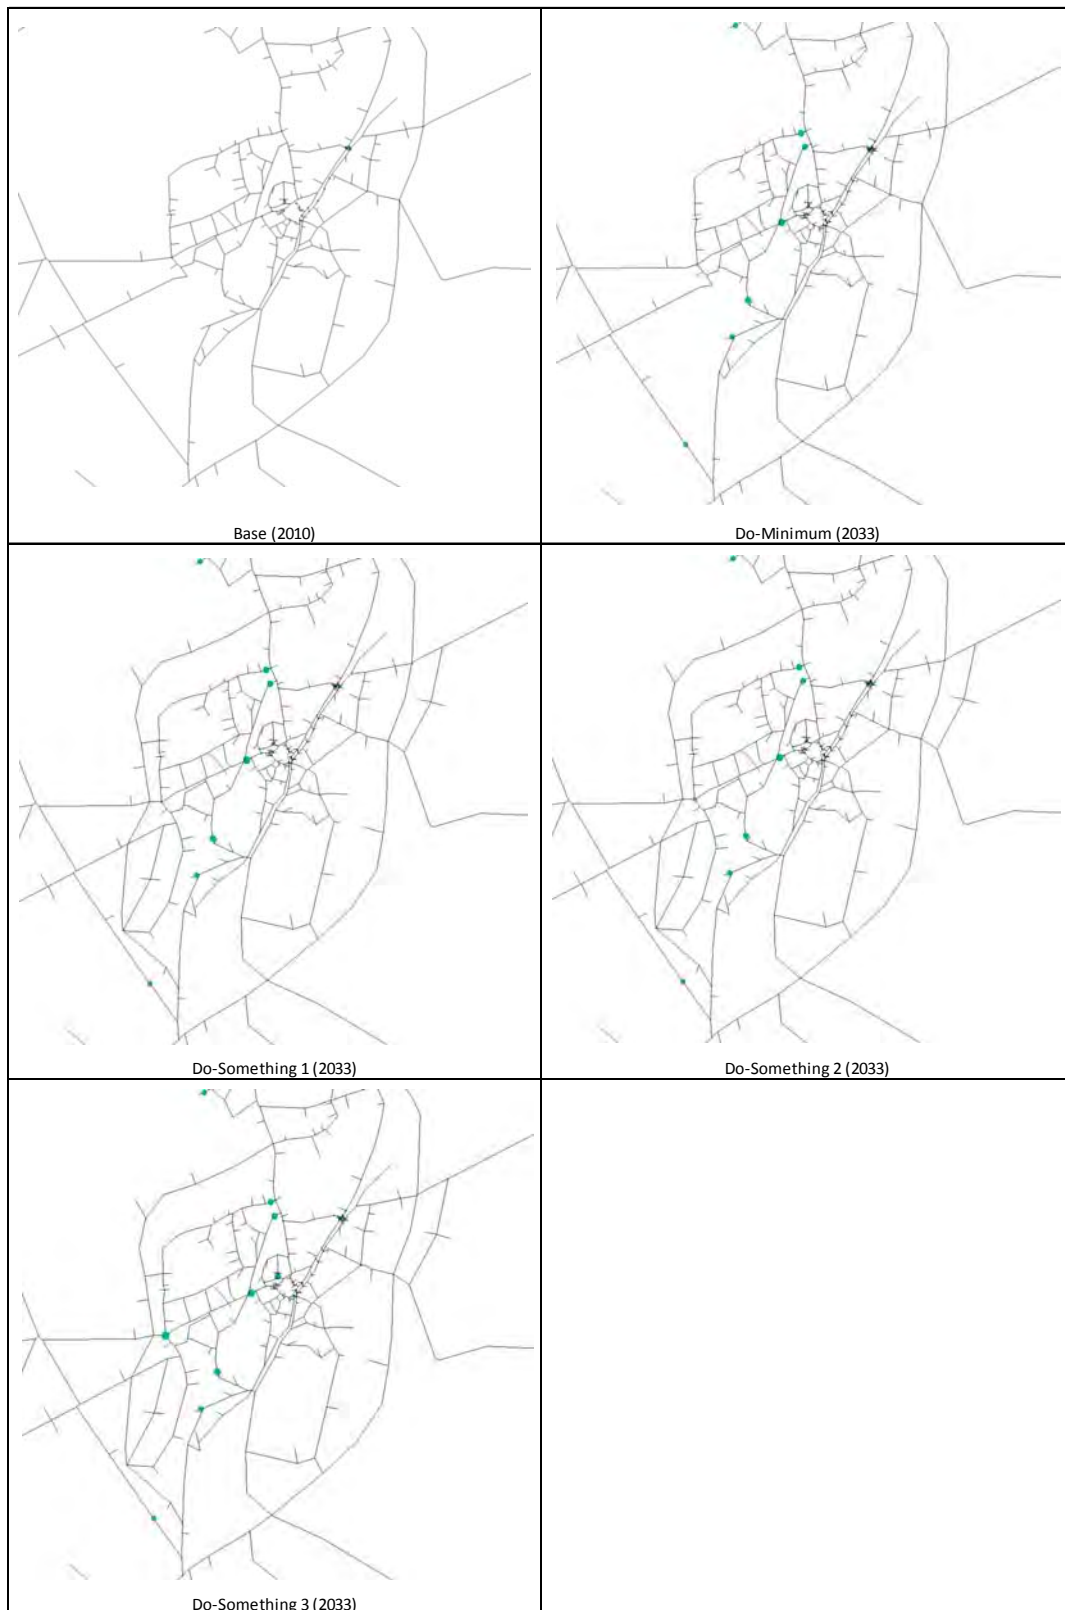 Base (2010)
Do-Minimum (2033)
Do-Something 1 (2033)
Do-Something 2 (2033)
Do-Something 3 (2033)